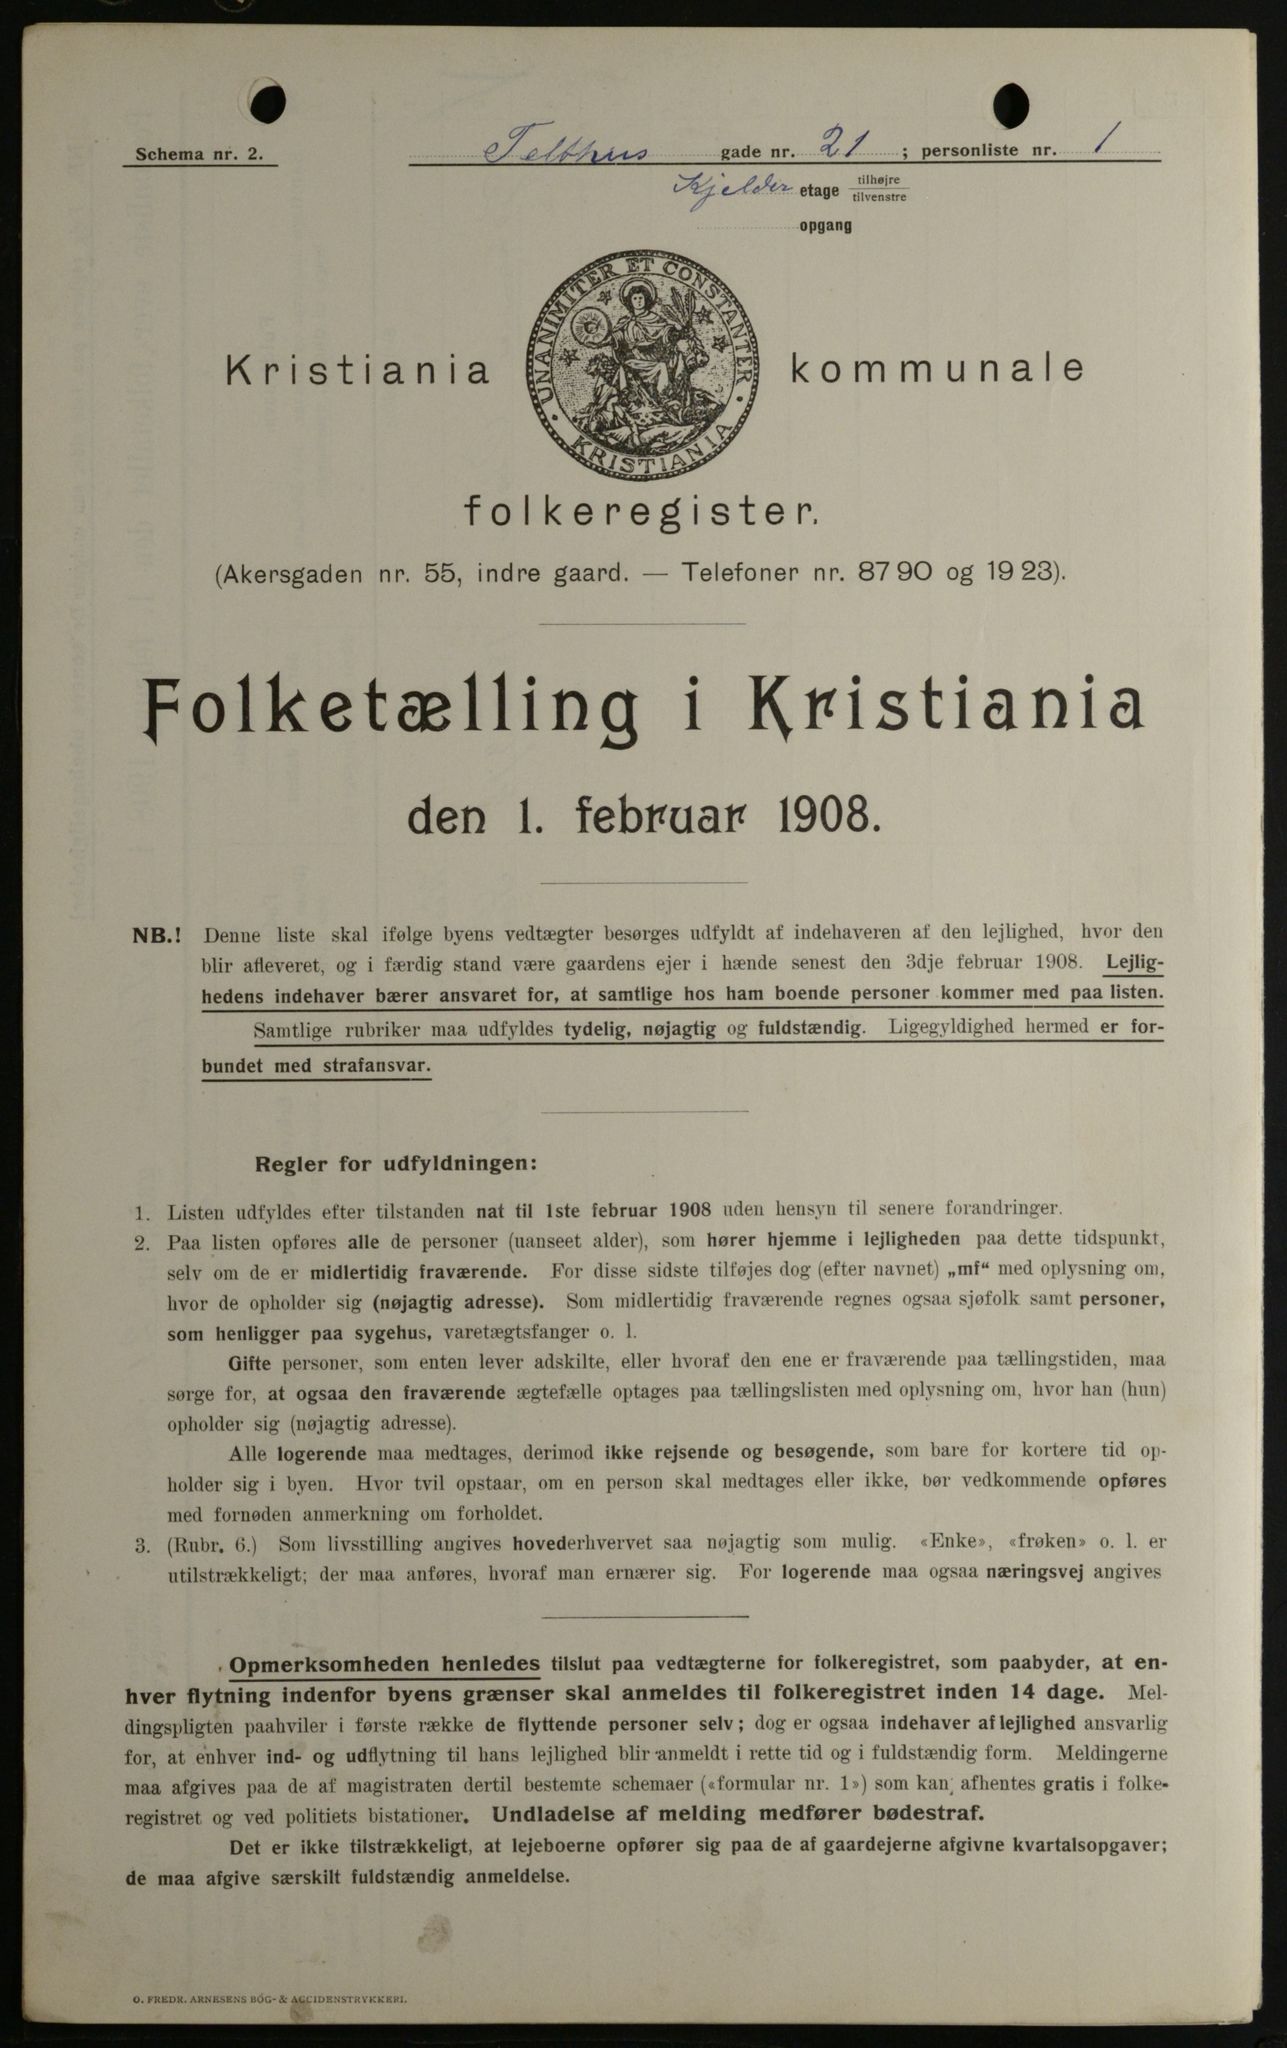 Schema nr. 2.
Telthus gade nr. 21 ; personliste nr. 1
Kjelder etage tilhøjre
tilvenstre
opgang
UNANIMITER ET CONSTANTER
KRISTIANIA
Kristiania kommunale
folkeregister.
(Akersgaden nr. 55, indre gaard. — Telefoner nr. 87 90 og 19 23).
Folketælling i Kristiania
den 1. februar 1908.
NB.! Denne liste skal ifølge byens vedtægter besørges udfyldt af indehaveren af den lejlighed, hvor den
blir afleveret, og i færdig stand være gaardens ejer i hænde senest den 3dje februar 1908. Lejlig-
hedens indehaver bærer ansvaret for, at samtlige hos ham boende personer kommer med paa listen.
Samtlige rubriker maa udfyldes tydelig, nøjagtig og fuldstændig. Ligegyldighed hermed er for-
bundet med strafansvar.
Regler for udfyldningen:
1. Listen udfyldes efter tilstanden nat til 1ste februar 1908 uden hensyn til senere forandringer.
2. Paa listen opføres alle de personer (uanseet alder), som hører hjemme i lejligheden paa dette tidspunkt,
selv om de er midlertidig fraværende. For disse sidste tilføjes dog (efter navnet) „mf“ med oplysning om,
hvor de opholder sig (nøjagtig adresse). Som midlertidig fraværende regnes ogsaa sjøfolk samt personer,
som henligger paa sygehus, varetægtsfanger o. l.
Gifte personer, som enten lever adskilte, eller hvoraf den ene er fraværende paa tællingstiden, maa
sørge for, at ogsaa den fraværende ægtefælle optages paa tællingslisten med oplysning om, hvor han (hun)
opholder sig (nøjagtig adresse).
Alle logerende maa medtages, derimod ikke rejsende og besøgende, som bare for kortere tid op-
holder sig i byen. Hvor tvil opstaar, om en person skal medtages eller ikke, bør vedkommende opføres
med fornøden anmerkning om forholdet.
3. (Rubr. 6.) Som livsstilling angives hovederhvervet saa nøjagtig som mulig. «Enke», «frøken» o. l. er
utilstrækkeligt; der maa anføres, hvoraf man ernærer sig. For logerende maa ogsaa næringsvej angives
Opmerksomheden henledes tilslut paa vedtægterne for folkeregistret, som paabyder, at en-
hver flytning indenfor byens grænser skal anmeldes til folkeregistret inden 14 dage. Mel-
dingspligten paahviler i første række de flyttende personer selv; dog er ogsaa indehaver af lejlighed ansvarlig
for, at enhver ind- og udflytning til hans lejlighed blir anmeldt i rette tid og i fuldstændig form. Meldingerne
maa afgives paa de af magistraten dertil bestemte schemaer («formular nr. 1») som kan afhentes gratis i folke-
registret og ved politiets bistationer. Undladelse af melding medfører bødestraf.
Det er ikke tilstrækkeligt, at lejeboerne opfører sig paa de af gaardejerne afgivne kvartalsopgaver;
de maa afgive særskilt fuldstændig anmeldelse.
O. FREDR. ARNESENS BOG- & ACCIDENSTRYKKERI.